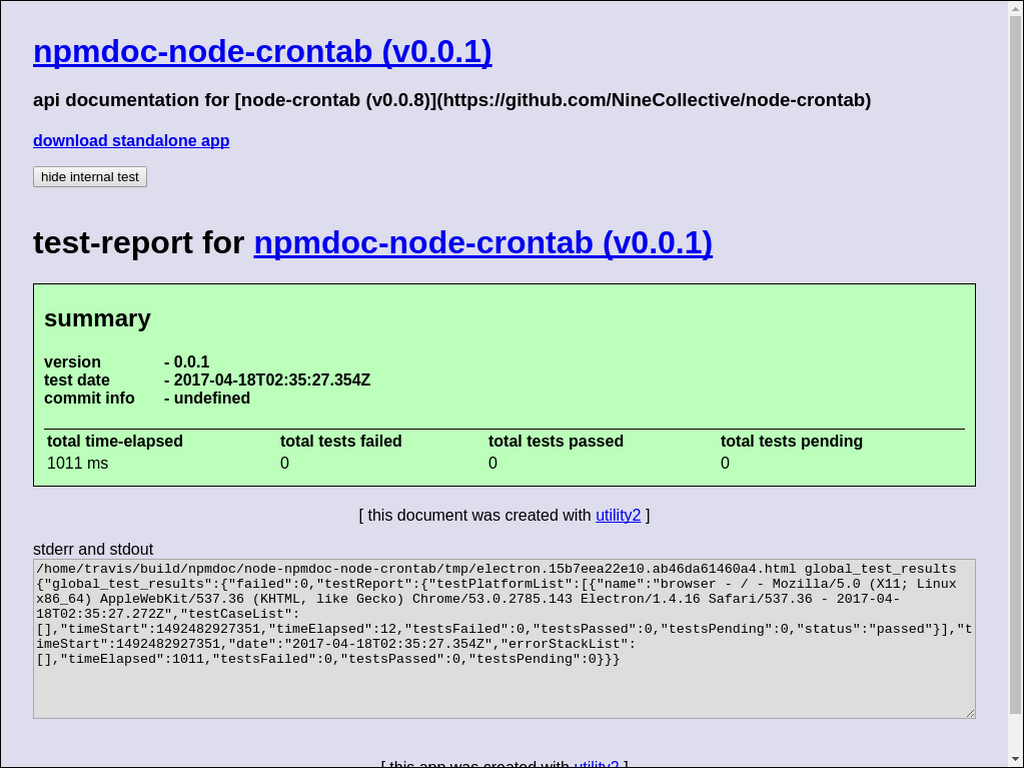 npmdoc-node-crontab (v0.0.1)
api documentation for [node-crontab (v0.0.8)](https://github.com/NineCollective/node-crontab)
download standalone app
hide internal test
test-report for npmdoc-node-crontab (v0.0.1)
summary
version - 0.0.1
test date - 2017-04-18T02:35:27.354Z
commit info - undefined
total time-elapsed total tests failed total tests passed total tests pending
1011 ms 0 0 0
[ this document was created with utility2 ]
stderr and stdout
/home/travis/build/npmdoc/node-npmdoc-node-crontab/tmp/electron.15b7eea22e10.ab46da61460a4.html global_test_results
{"global_test_results":{"failed":0,"testReport":{"testPlatformList":[{"name":"browser - / - Mozilla/5.0 (X11; Linux
x86_64) AppleWebKit/537.36 (KHTML, like Gecko) Chrome/53.0.2785.143 Electron/1.4.16 Safari/537.36 - 2017-04-
18T02:35:27.272Z","testCaseList":
[],"timeStart":1492482927351,"timeElapsed":12,"testsFailed":0,"testsPassed":0,"testsPending":0,"status":"passed"}],"t
imeStart":1492482927351,"date":"2017-04-18T02:35:27.354Z","errorStackList":
[],"timeElapsed":1011,"testsFailed":0,"testsPassed":0,"testsPending":0}}}
[ this app was created with utility2 ]